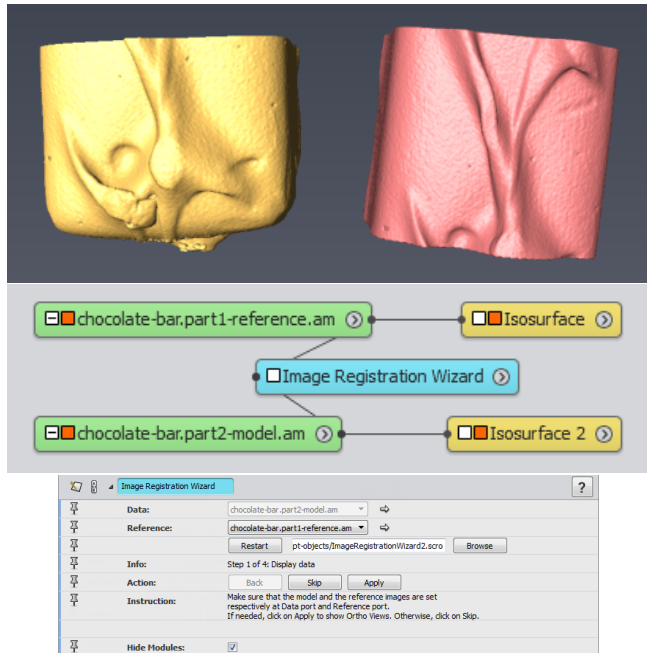 chocolate-bar.part1-reference.am
Isosurface
Image Registration Wizard
chocolate-bar.part2-model.am
Isosurface 2
Image Registration Wizard
?
Data: chocolate-bar.part2-model.am
Reference: chocolate-bar.part1-reference.am
Restart pt-objects/ImageRegistrationWizard2.scro Browse
Info: Step 1 of 4: Display data
Action: Back Skip Apply
Instruction: Make sure that the model and the reference images are set
respectively at Data port and Reference port.
If needed, click on Apply to show Ortho Views. Otherwise, click on Skip.
Hide Modules: